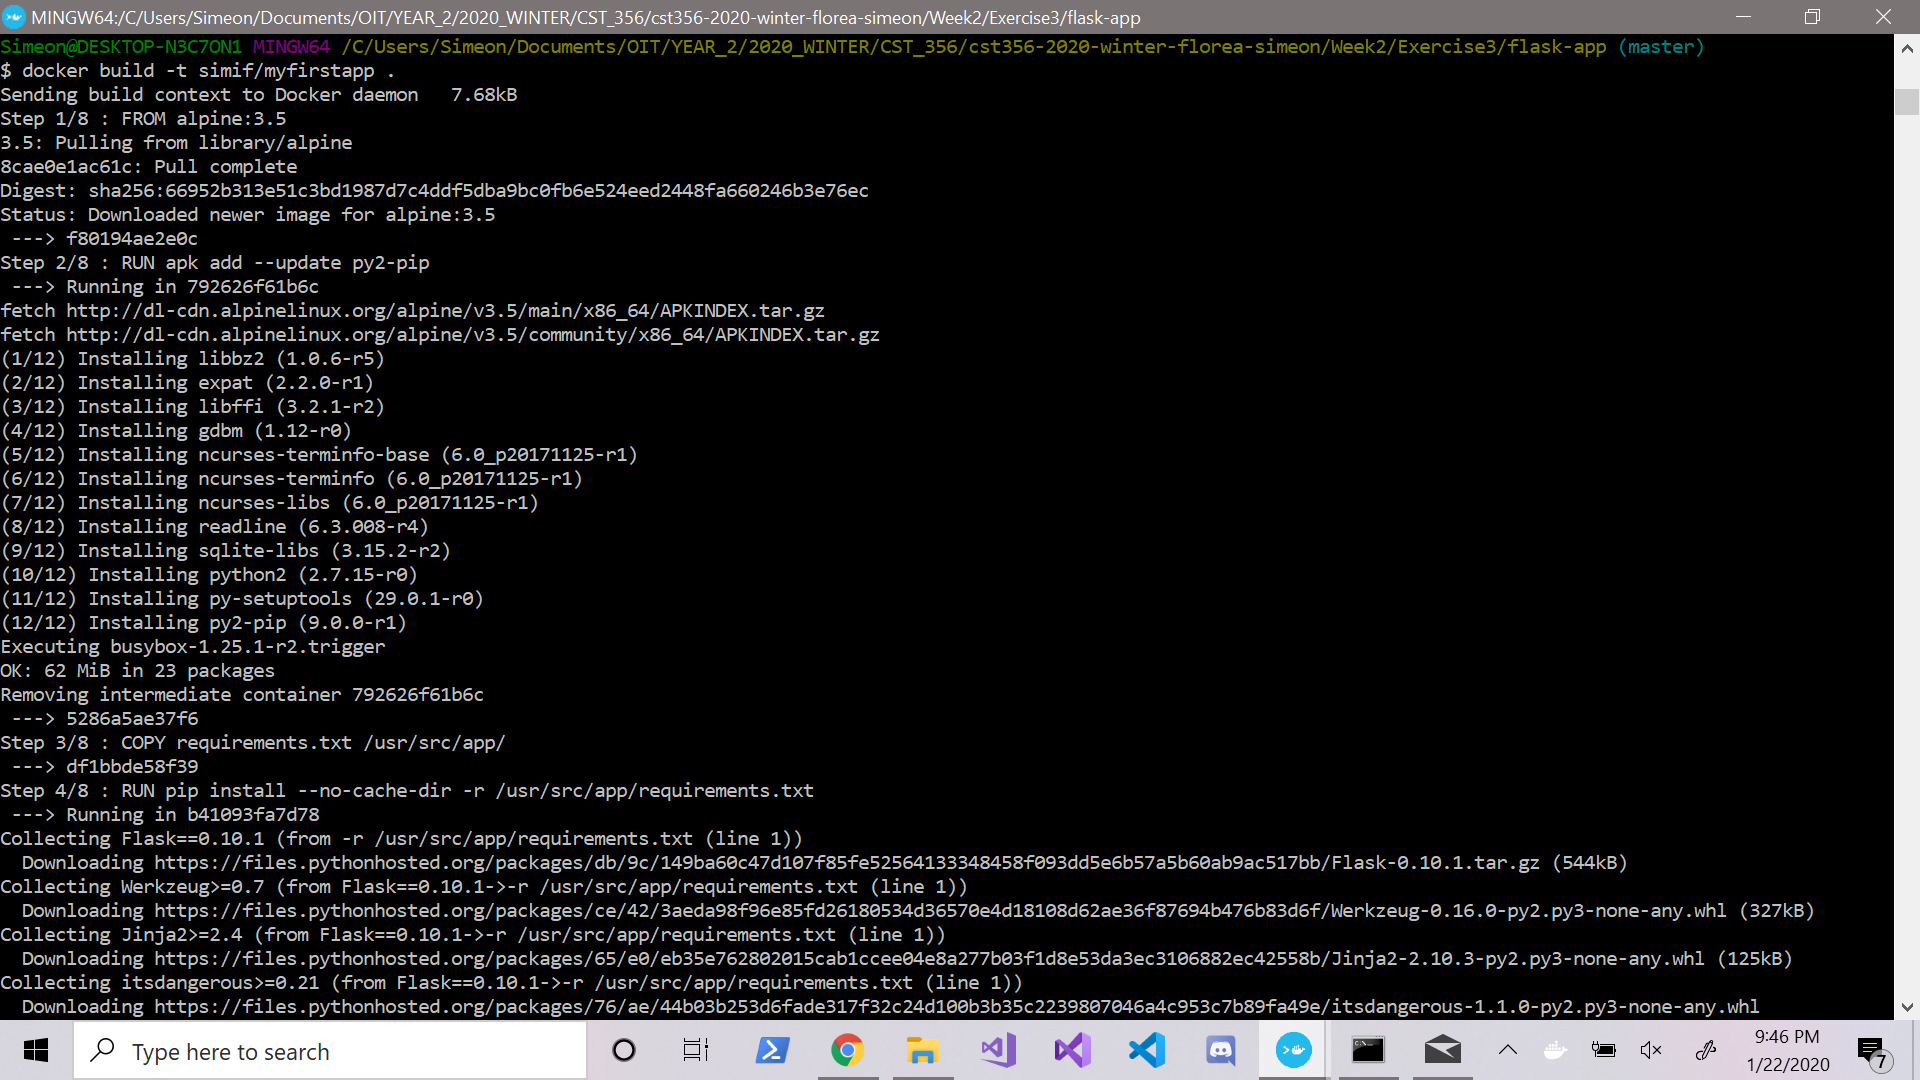 MINGW64:/C/Users/Simeon/Documents/OIT/YEAR_2/2020_WINTER/CST_356/cst356-2020-winter-florea-simeon/Week2/Exercise3/flask-app
Simeon@DESKTOP-N3C7ON1 MINGW64 /C/Users/Simeon/Documents/OIT/YEAR_2/2020_WINTER/CST_356/cst356-2020-winter-florea-simeon/Week2/Exercise3/flask-app (master)
$ docker build -t simif/myfirstapp .
Sending build context to Docker daemon   7.68kB
Step 1/8 : FROM alpine:3.5
3.5: Pulling from library/alpine
8cae0e1ac61c: Pull complete
Digest: sha256:66952b313e51c3bd1987d7c4ddf5dba9bc0fb6e524eed2448fa660246b3e76ec
Status: Downloaded newer image for alpine:3.5
 ---> f80194ae2e0c
Step 2/8 : RUN apk add --update py2-pip
 ---> Running in 792626f61b6c
fetch http://dl-cdn.alpinelinux.org/alpine/v3.5/main/x86_64/APKINDEX.tar.gz
fetch http://dl-cdn.alpinelinux.org/alpine/v3.5/community/x86_64/APKINDEX.tar.gz
(1/12) Installing libbz2 (1.0.6-r5)
(2/12) Installing expat (2.2.0-r1)
(3/12) Installing libffi (3.2.1-r2)
(4/12) Installing gdbm (1.12-r0)
(5/12) Installing ncurses-terminfo-base (6.0_p20171125-r1)
(6/12) Installing ncurses-terminfo (6.0_p20171125-r1)
(7/12) Installing ncurses-libs (6.0_p20171125-r1)
(8/12) Installing readline (6.3.008-r4)
(9/12) Installing sqlite-libs (3.15.2-r2)
(10/12) Installing python2 (2.7.15-r0)
(11/12) Installing py-setuptools (29.0.1-r0)
(12/12) Installing py2-pip (9.0.0-r1)
Executing busybox-1.25.1-r2.trigger
OK: 62 MiB in 23 packages
Removing intermediate container 792626f61b6c
 ---> 5286a5ae37f6
Step 3/8 : COPY requirements.txt /usr/src/app/
 ---> df1bbde58f39
Step 4/8 : RUN pip install --no-cache-dir -r /usr/src/app/requirements.txt
 ---> Running in b41093fa7d78
Collecting Flask==0.10.1 (from -r /usr/src/app/requirements.txt (line 1))
  Downloading https://files.pythonhosted.org/packages/db/9c/149ba60c47d107f85fe52564133348458f093dd5e6b57a5b60ab9ac517bb/Flask-0.10.1.tar.gz (544kB)
Collecting Werkzeug>=0.7 (from Flask==0.10.1->-r /usr/src/app/requirements.txt (line 1))
  Downloading https://files.pythonhosted.org/packages/ce/42/3aeda98f96e85fd26180534d36570e4d18108d62ae36f87694b476b83d6f/Werkzeug-0.16.0-py2.py3-none-any.whl (327kB)
Collecting Jinja2>=2.4 (from Flask==0.10.1->-r /usr/src/app/requirements.txt (line 1))
  Downloading https://files.pythonhosted.org/packages/65/e0/eb35e762802015cab1ccee04e8a277b03f1d8e53da3ec3106882ec42558b/Jinja2-2.10.3-py2.py3-none-any.whl (125kB)
Collecting itsdangerous>=0.21 (from Flask==0.10.1->-r /usr/src/app/requirements.txt (line 1))
  Downloading https://files.pythonhosted.org/packages/76/ae/44b03b253d6fade317f32c24d100b3b35c2239807046a4c953c7b89fa49e/itsdangerous-1.1.0-py2.py3-none-any.whl
Type here to search
9:46 PM
1/22/2020
7